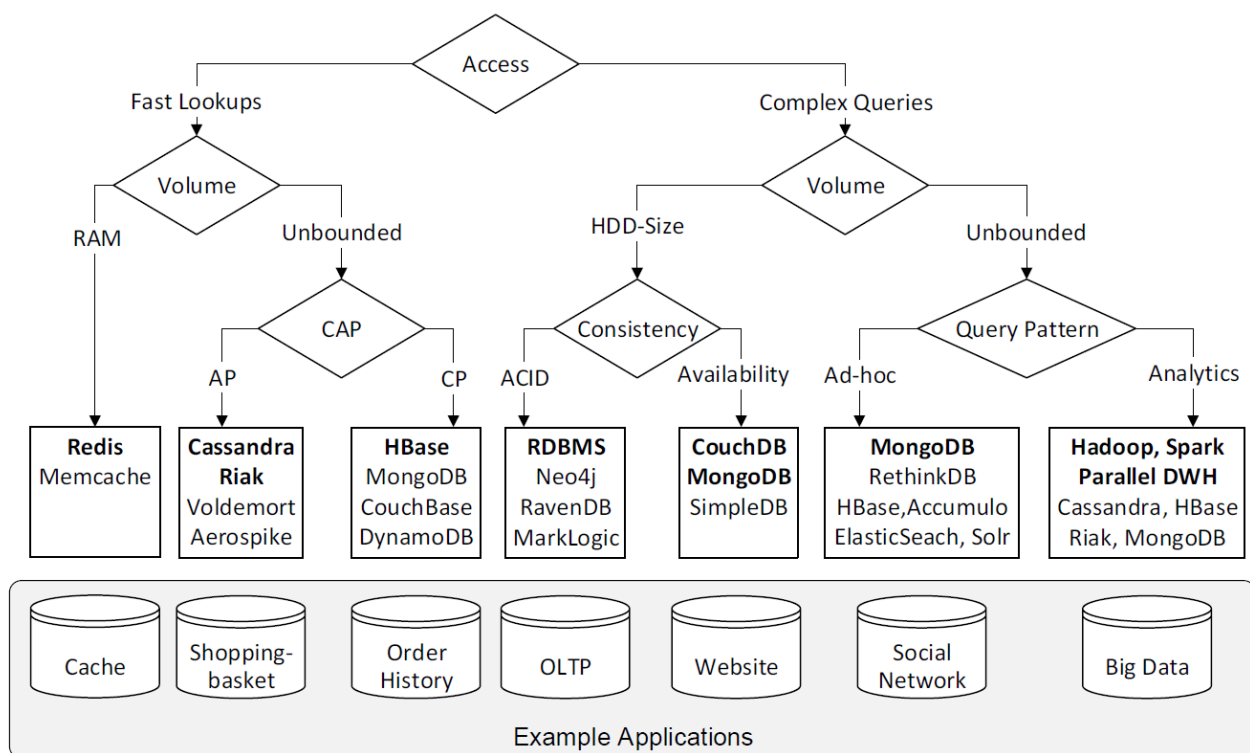 Access
Fast Lookups
Complex Queries
Volume
Volume
RAM
Unbounded
HDD-Size
Unbounded
CAP
Consistency
Query Pattern
AP
CP
ACID
Availability
Ad-hoc
Analytics
Redis
Memcache
Cassandra
Riak
Voldemort
Aerospike
HBase
MongoDB
CouchBase
DynamoDB
RDBMS
Neo4j
RavenDB
MarkLogic
CouchDB
MongoDB
SimpleDB
MongoDB
RethinkDB
HBase,Accumulo
ElasticSeach, Solr
Hadoop, Spark
Parallel DWH
Cassandra, HBase
Riak, MongoDB
Cache
Shopping-
basket
Order
History
OLTP
Website
Social
Network
Big Data
Example Applications